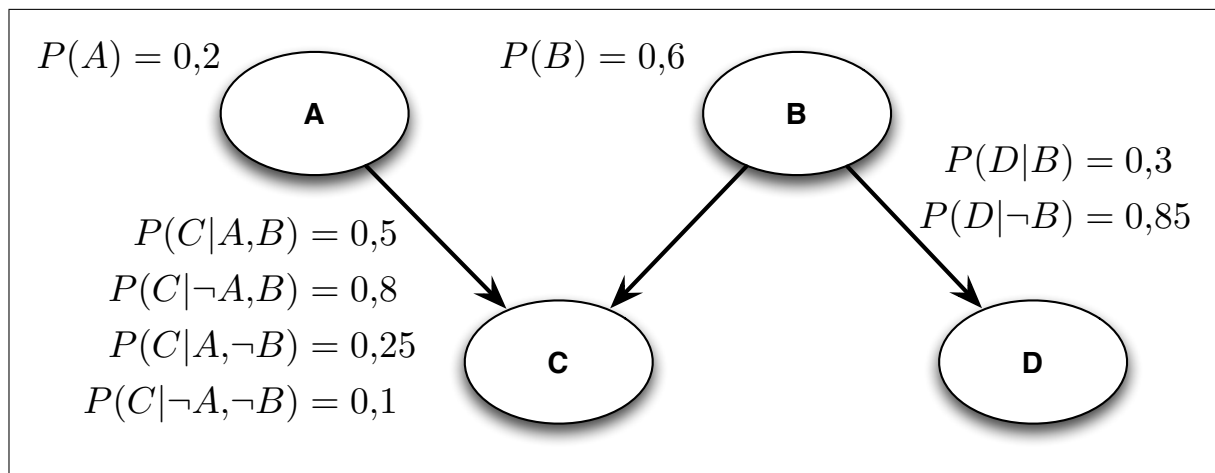 P(A) = 0,2
P(B) = 0,6
A
B
P(D|B) = 0,3
P(D|¬B) = 0,85
P(C|A,B) = 0,5
P(C|¬A,B) = 0,8
P(C|A,¬B) = 0,25
P(C|¬A,¬B) = 0,1
C
D